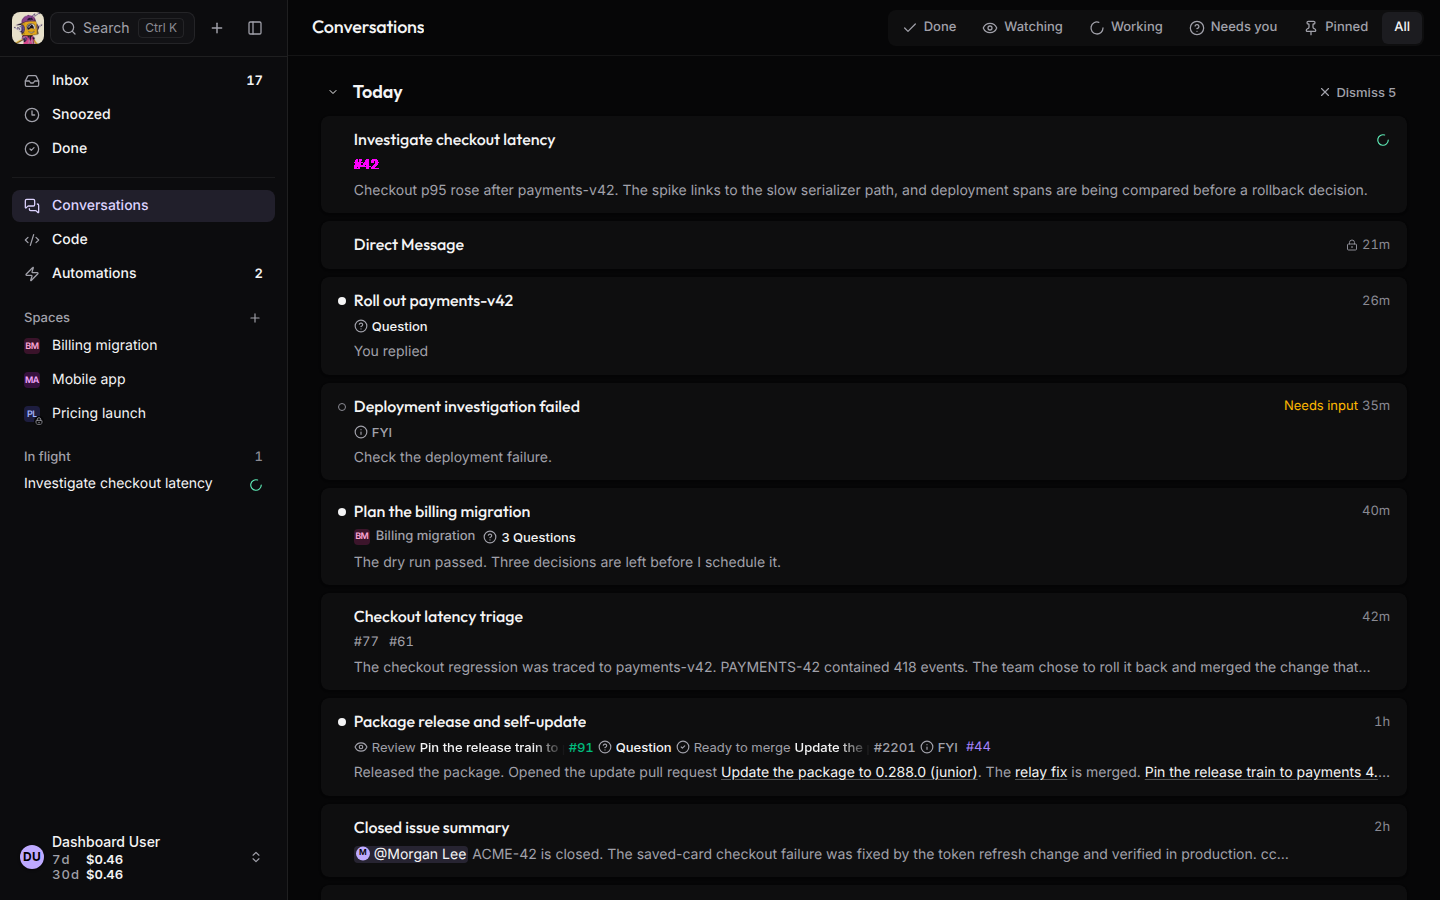 Search Ctrl K
Inbox 17
Snoozed
Done
Conversations
Code
Automations 2
Spaces
BM Billing migration
MA Mobile app
PL Pricing launch
In flight 1
Investigate checkout latency
DU Dashboard User
7d $0.46
30d $0.46
Conversations
Done Watching Working Needs you Pinned All
Today Dismiss 5
Investigate checkout latency
#42
Checkout p95 rose after payments-v42. The spike links to the slow serializer path, and deployment spans are being compared before a rollback decision.
Direct Message 21m
Roll out payments-v42 26m
Question
You replied
Deployment investigation failed Needs input 35m
FYI
Check the deployment failure.
Plan the billing migration 40m
BM Billing migration 3 Questions
The dry run passed. Three decisions are left before I schedule it.
Checkout latency triage 42m
#77 #61
The checkout regression was traced to payments-v42. PAYMENTS-42 contained 418 events. The team chose to roll it back and merged the change that...
Package release and self-update 1h
Review Pin the release train to #91 Question Ready to merge Update the #2201 FYI #44
Released the package. Opened the update pull request Update the package to 0.288.0 (junior). The relay fix is merged. Pin the release train to payments 4....
Closed issue summary 2h
M @Morgan Lee ACME-42 is closed. The saved-card checkout failure was fixed by the token refresh change and verified in production. cc...